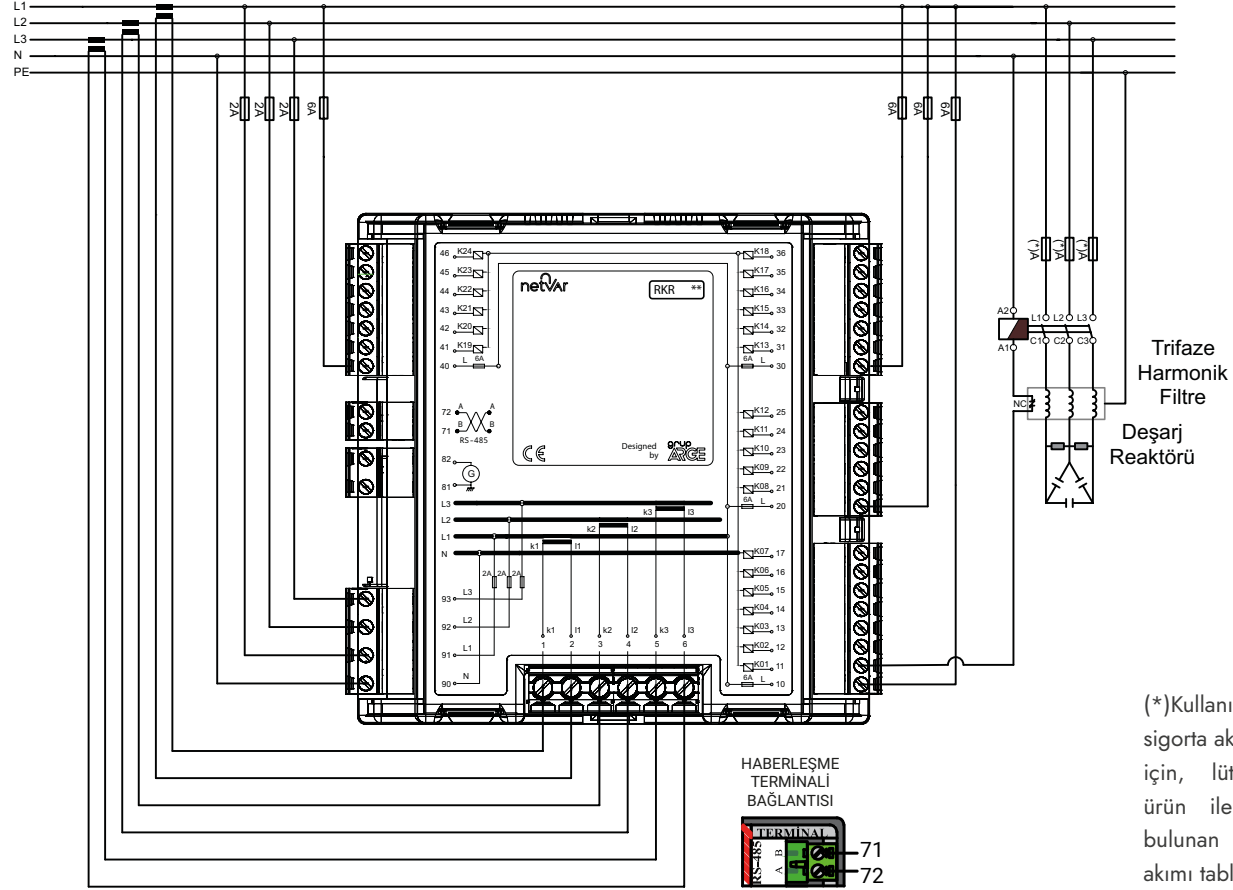 L1
L2
L3
N
PE
2A
2A
2A
6A
6A
6A
6A
(*)A
(*)A
(*)A
46 K24
45 K23
44 K22
43 K21
42 K20
41 K19
40 L 6A
netVAr
RKR **
K18 36
K17 35
K16 34
K15 33
K14 32
K13 31
6A L 30
A2
A1
L1 L2 L3
C1 C2 C3
NC
Trifaze
Harmonik
Filtre
Deşarj
Reaktörü
72 A A
71 B B
RS-485
82
G
81
CE
Designed
by
grup
ARGE
K12 25
K11 24
K10 23
K09 22
K08 21
6A L 20
L3
L2
L1
N
k3 l3
k2 l2
k1 l1
2A 2A 2A
93 L3
92 L2
91 L1
90 N
k1 l1 k2 l2 k3 l3
1 2 3 4 5 6
K07 17
K06 16
K05 15
K04 14
K03 13
K02 12
K01 11
6A L 10
HABERLEŞME
TERMİNALİ
BAĞLANTISI
TERMİNAL
RS-485
A B
71
72
(*)Kullanı
sigorta ak
için, lüt
ürün ile
bulunan
akımı tabl